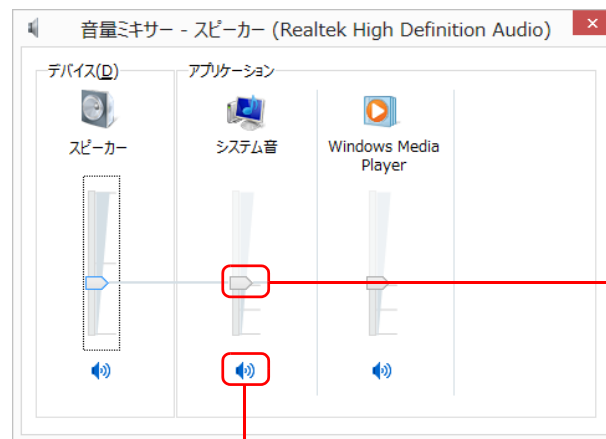 音量ミキサー - スピーカー (Realtek High Definition Audio)
デバイス(D)
アプリケーション
スピーカー
システム音
Windows Media
Player